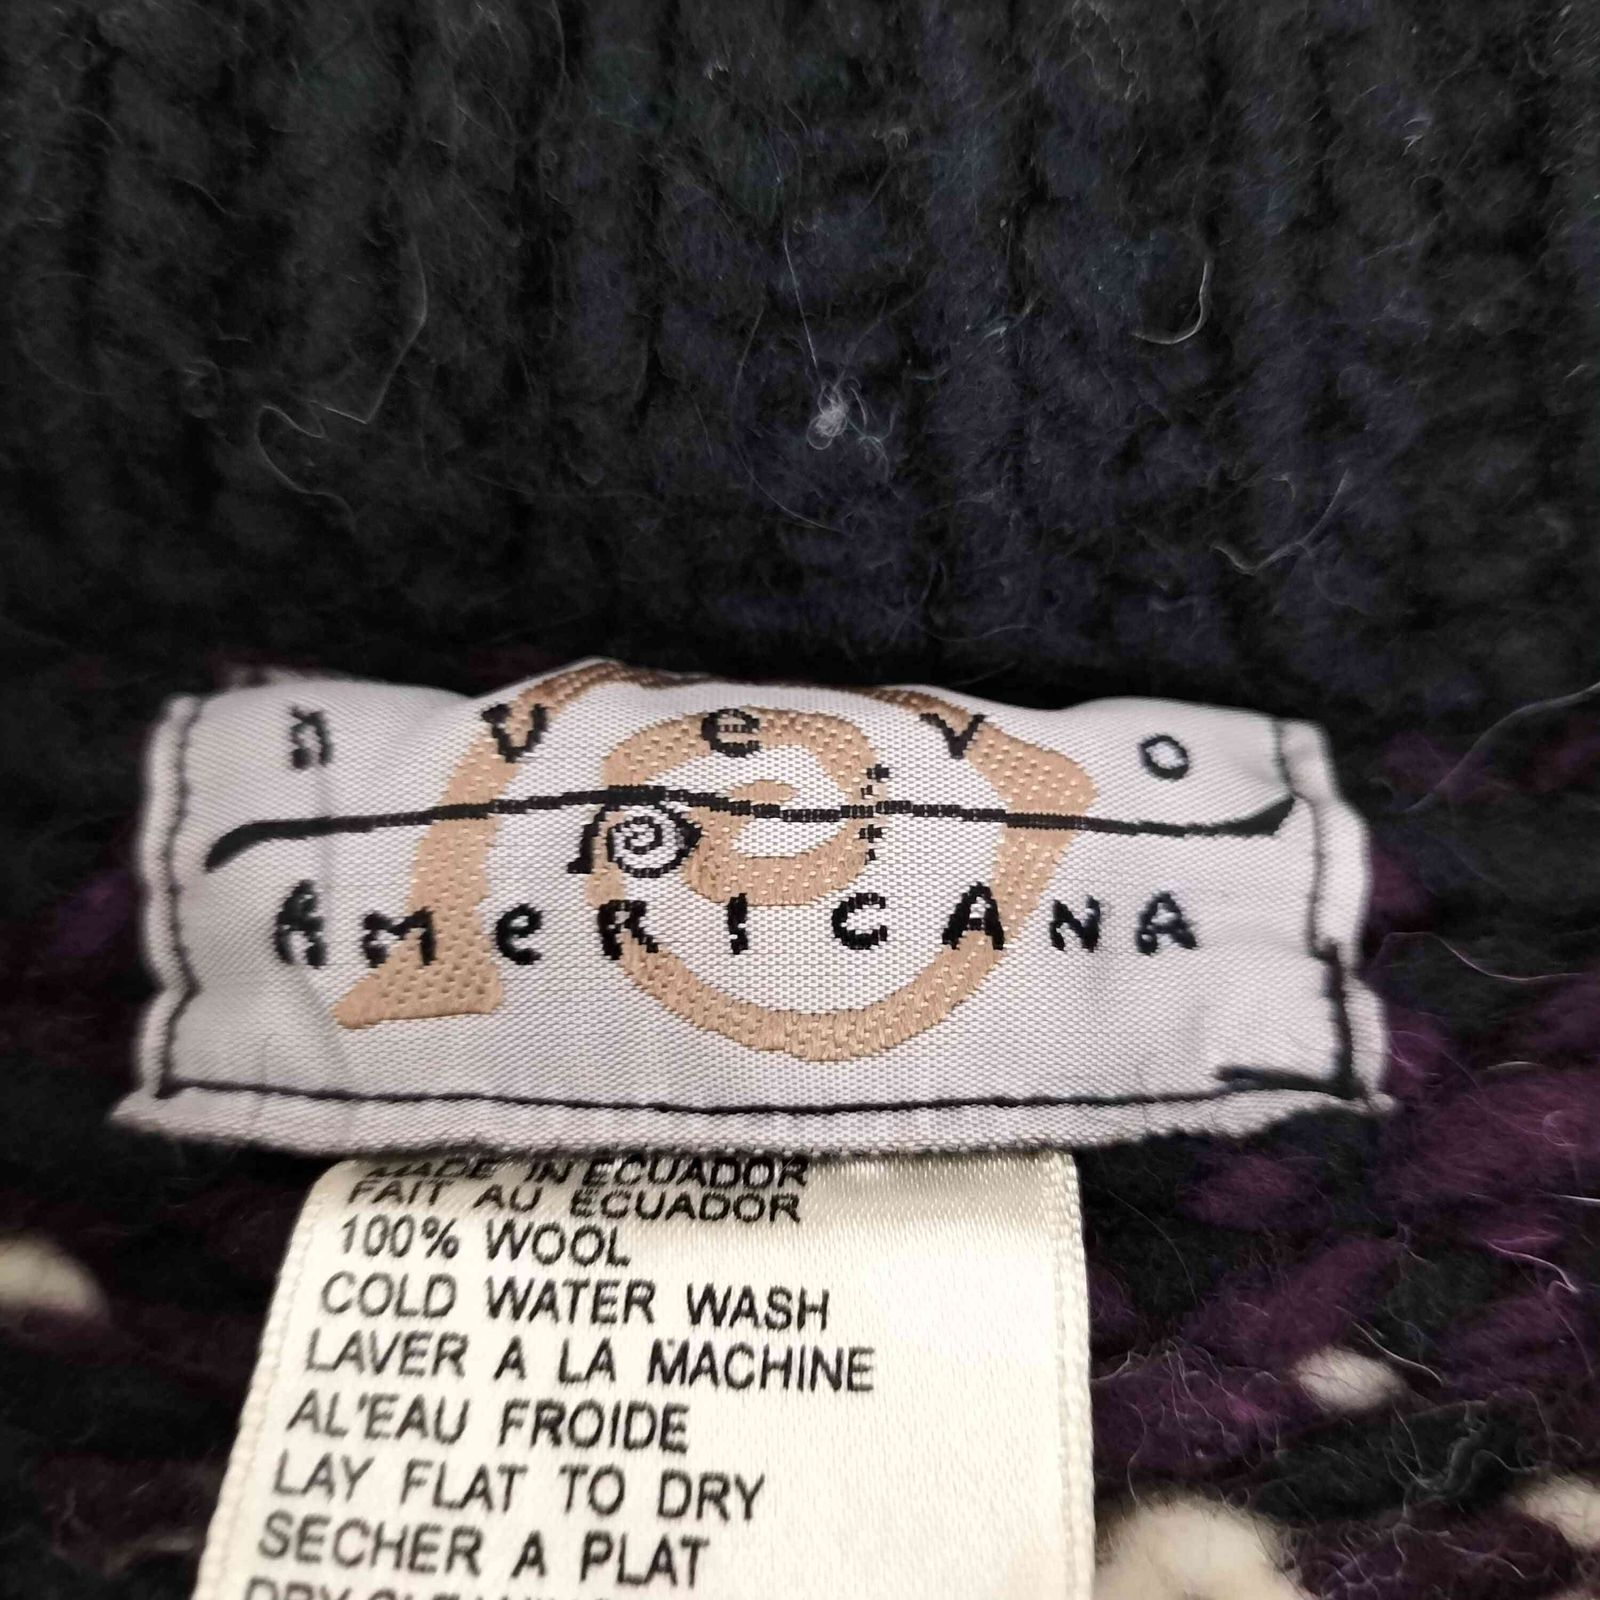 nuevo
AMeRICANA
MADE IN ECUADOR
FAIT AU ECUADOR
100% WOOL
COLD WATER WASH
LAVER A LA MACHINE
AL'EAU FROIDE
LAY FLAT TO DRY
SECHER A PLAT